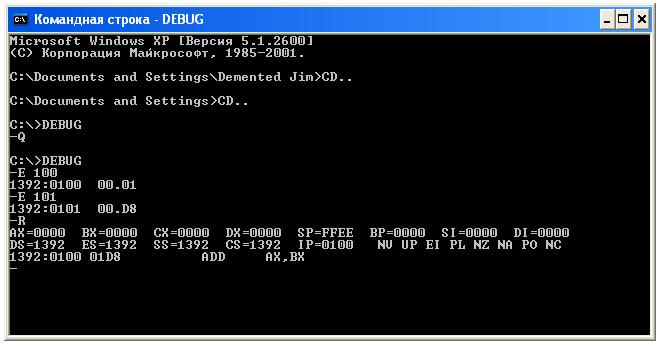 Командная строка - DEBUG
Microsoft Windows XP [Версия 5.1.2600]
(C) Корпорация Майкрософт, 1985-2001.
C:\Documents and Settings\Demented Jim>CD..
C:\Documents and Settings>CD..
C:\>DEBUG
-Q
C:\>DEBUG
-E 100
1392:0100  00.01
-E 101
1392:0101  00.D8
-R
AX=0000  BX=0000  CX=0000  DX=0000  SP=FFEE  BP=0000  SI=0000  DI=0000
DS=1392  ES=1392  SS=1392  CS=1392  IP=0100   NV UP EI PL NZ NA PO NC
1392:0100 01D8          ADD     AX,BX
-